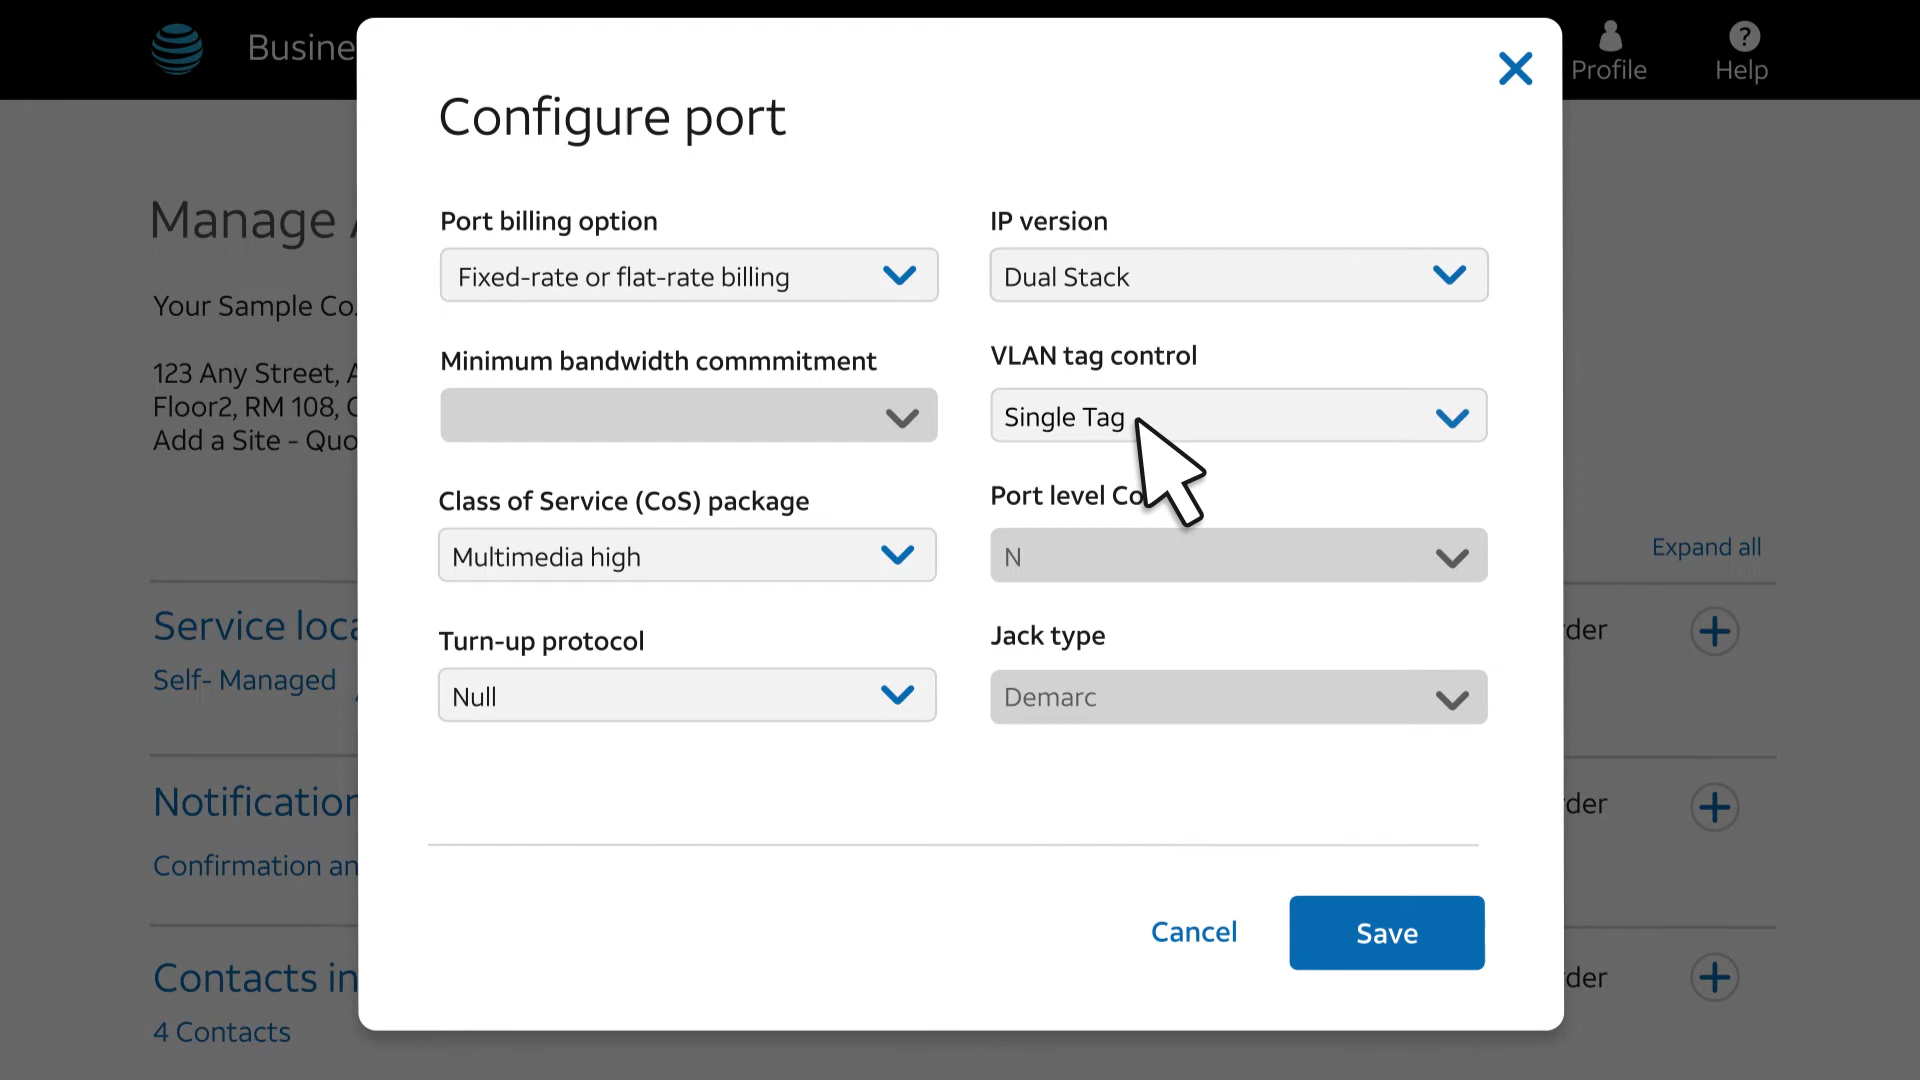 Busine
Profile
Help
Configure port
Manage
Port billing option
IP version
Fixed-rate or flat-rate billing
Dual Stack
Your Sample Co.
Minimum bandwidth commmitment
VLAN tag control
123 Any Street, A
Floor2, RM 108, C
Single Tag
Add a Site - Quo
Class of Service (CoS) package
Port level Co
Multimedia high
N
Expand all
Service loca
der
Turn-up protocol
Jack type
Self- Managed
Null
Demarc
Notification
der
Confirmation an
Cancel
Save
Contacts in
der
4 Contacts